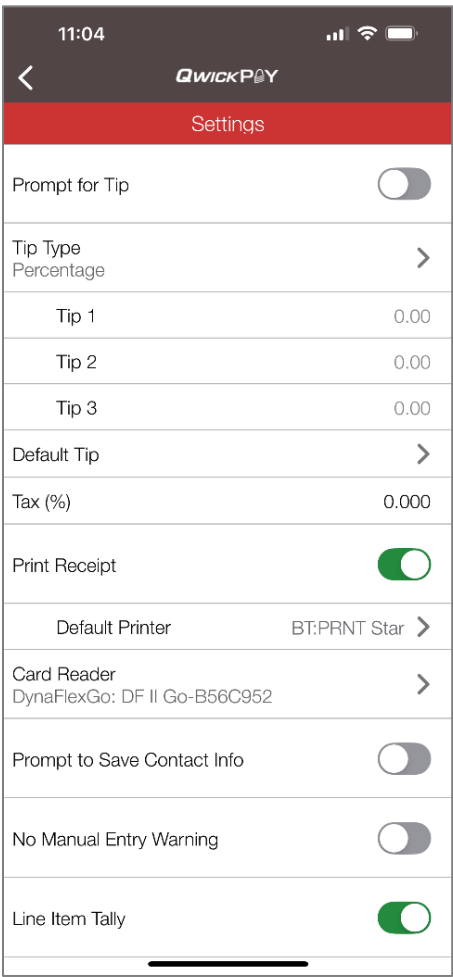 11:04
QWICKPAY
Settings
Prompt for Tip
Tip Type
Percentage
Tip 1 0.00
Tip 2 0.00
Tip 3 0.00
Default Tip
Tax (%) 0.000
Print Receipt
Default Printer BT:PRNT Star
Card Reader
DynaFlexGo: DF II Go-B56C952
Prompt to Save Contact Info
No Manual Entry Warning
Line Item Tally